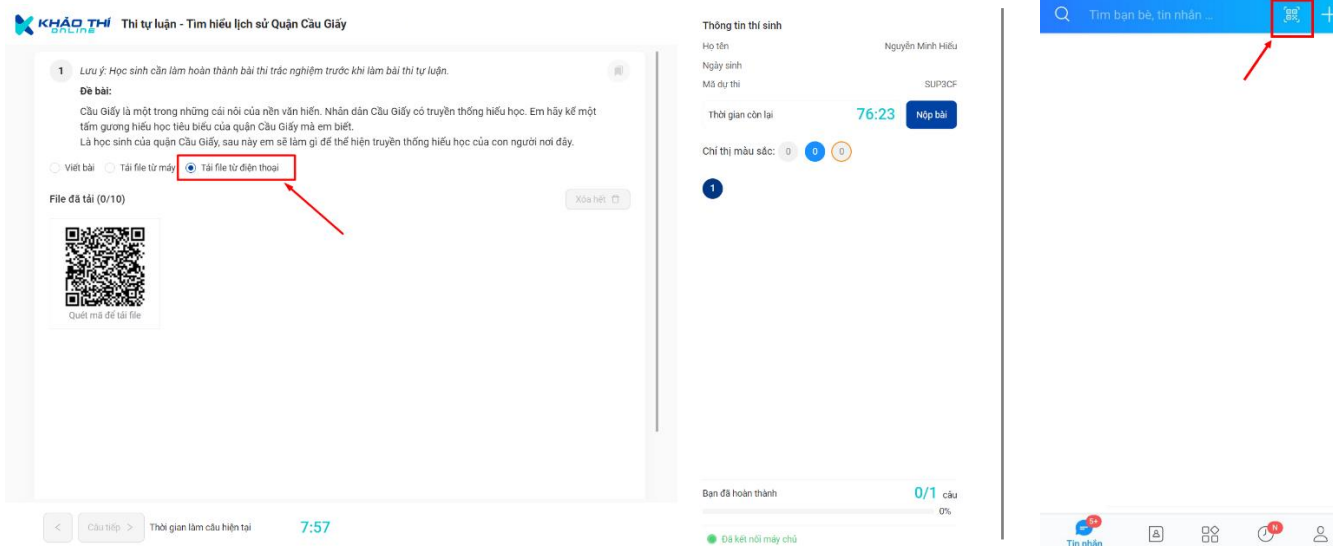 KHẢO THÍ
ONLINE
Thi tự luận - Tìm hiểu lịch sử Quận Cầu Giấy
1 Lưu ý: Học sinh cần làm hoàn thành bài thi trắc nghiệm trước khi làm bài thi tự luận.
Đề bài:
Cầu Giấy là một trong những cái nôi của nền văn hiến. Nhân dân Cầu Giấy có truyền thống hiếu học. Em hãy kể một
tấm gương hiếu học tiêu biểu của quận Cầu Giấy mà em biết.
Là học sinh của quận Cầu Giấy, sau này em sẽ làm gì để thể hiện truyền thống hiếu học của con người nơi đây.
Viết bài Tải file từ máy Tải file từ điện thoại
File đã tải (0/10) Xóa hết
Quét mã để tải file
< Câu tiếp > Thời gian làm câu hiện tại 7:57
Thông tin thí sinh
Họ tên Nguyễn Minh Hiếu
Ngày sinh
Mã dự thi SUP3CF
Thời gian còn lại 76:23 Nộp bài
Chỉ thị màu sắc: 0 0 0
1
Bạn đã hoàn thành 0/1 câu
0%
Đã kết nối máy chủ
Tìm bạn bè, tin nhắn ...
5+ N
Tin nhắn